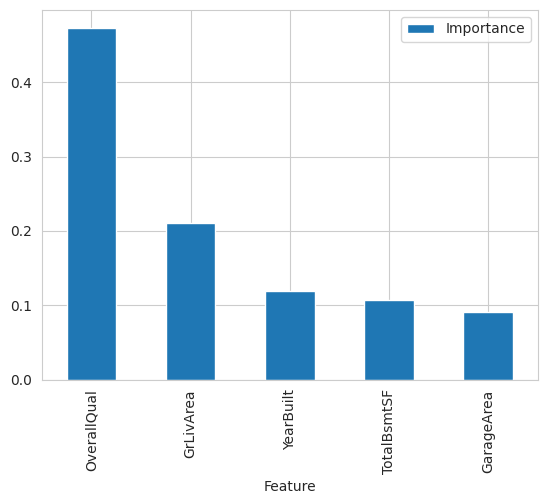 Importance
0.4
0.3
0.2
0.1
0.0
OverallQual
GrLivArea
YearBuilt
TotalBsmtSF
GarageArea
Feature